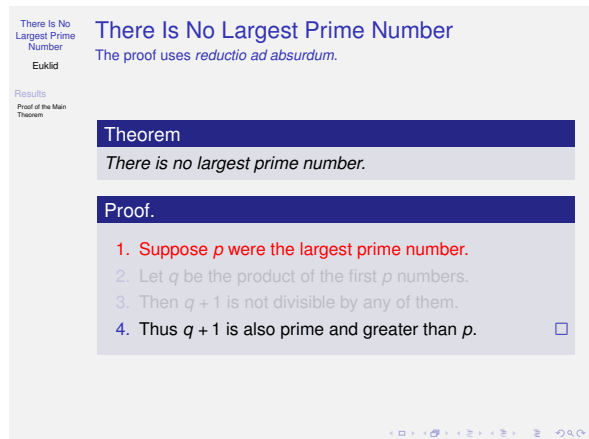 There Is No
Largest Prime
Number
Euklid
Results
Proof of the Main
Theorem
There Is No Largest Prime Number
The proof uses reductio ad absurdum.
Theorem
There is no largest prime number.
Proof.
1. Suppose p were the largest prime number.
2. Let q be the product of the first p numbers.
3. Then q + 1 is not divisible by any of them.
4. Thus q + 1 is also prime and greater than p. □